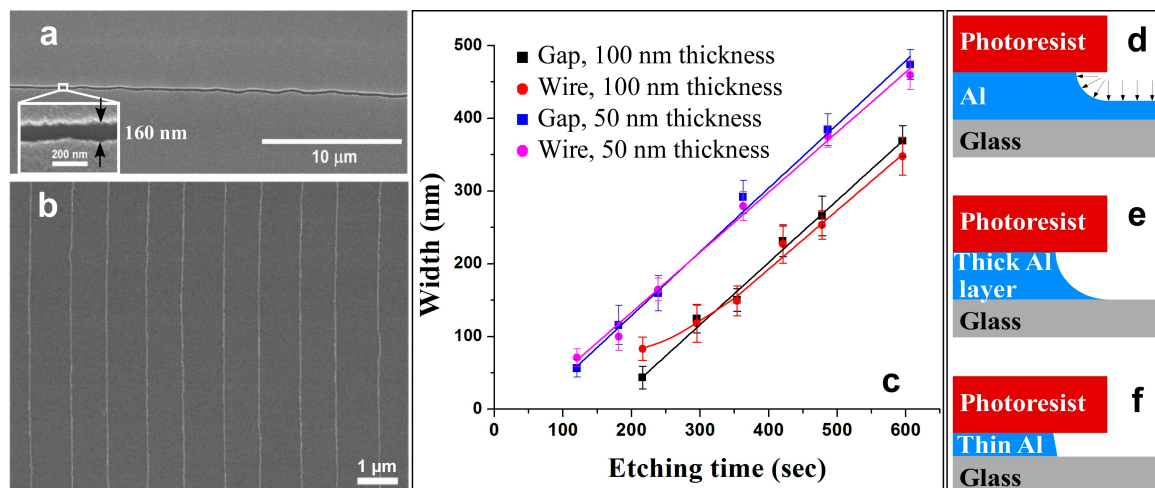 a
160 nm
200 nm
10 µm
b
1 µm
Gap, 100 nm thickness
Wire, 100 nm thickness
Gap, 50 nm thickness
Wire, 50 nm thickness
500
400
300
200
100
0
Width (nm)
0 100 200 300 400 500 600
Etching time (sec)
c
Photoresist
d
Al
Glass
Photoresist
e
Thick Al
layer
Glass
Photoresist
f
Thin Al
Glass